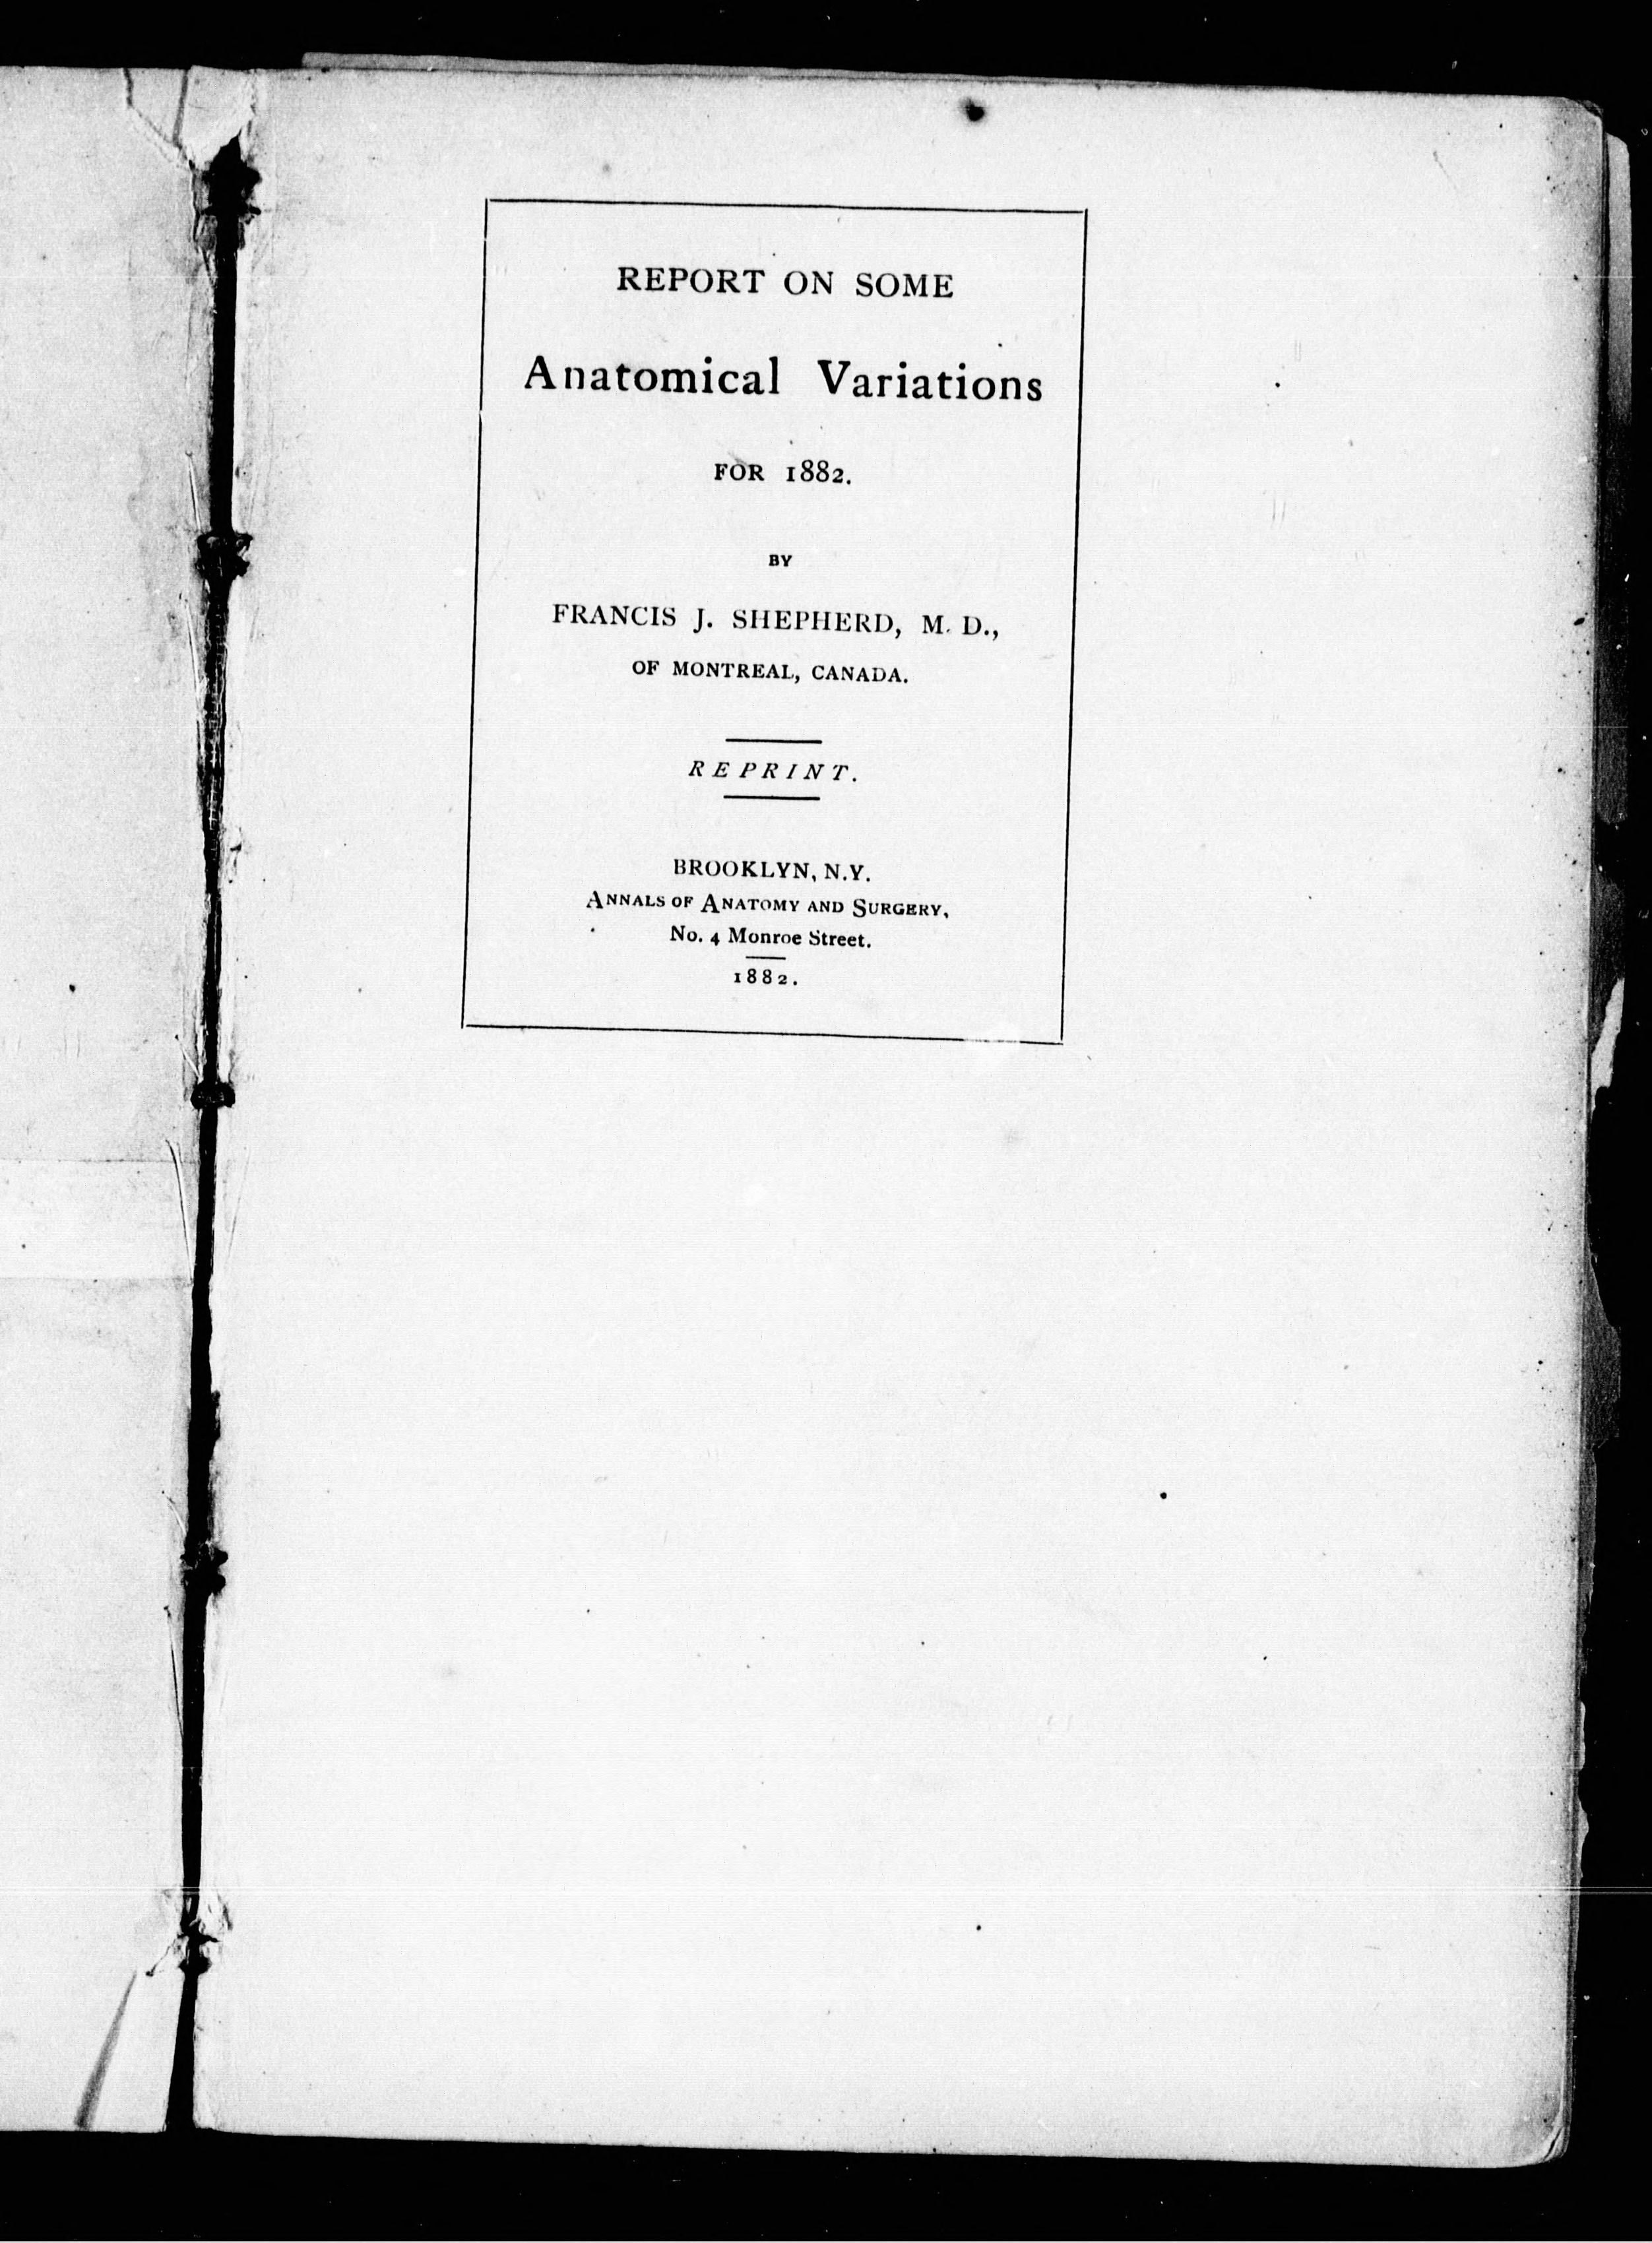 REPORT ON SOME
Anatomical Variations
FOR 1882.
BY
FRANCIS J. SHEPHERD, M. D.,
OF MONTREAL, CANADA.
REPRINT.
BROOKLYN, N.Y.
ANNALS OF ANATOMY AND SURGERY,
No. 4 Monroe Street.
1882.